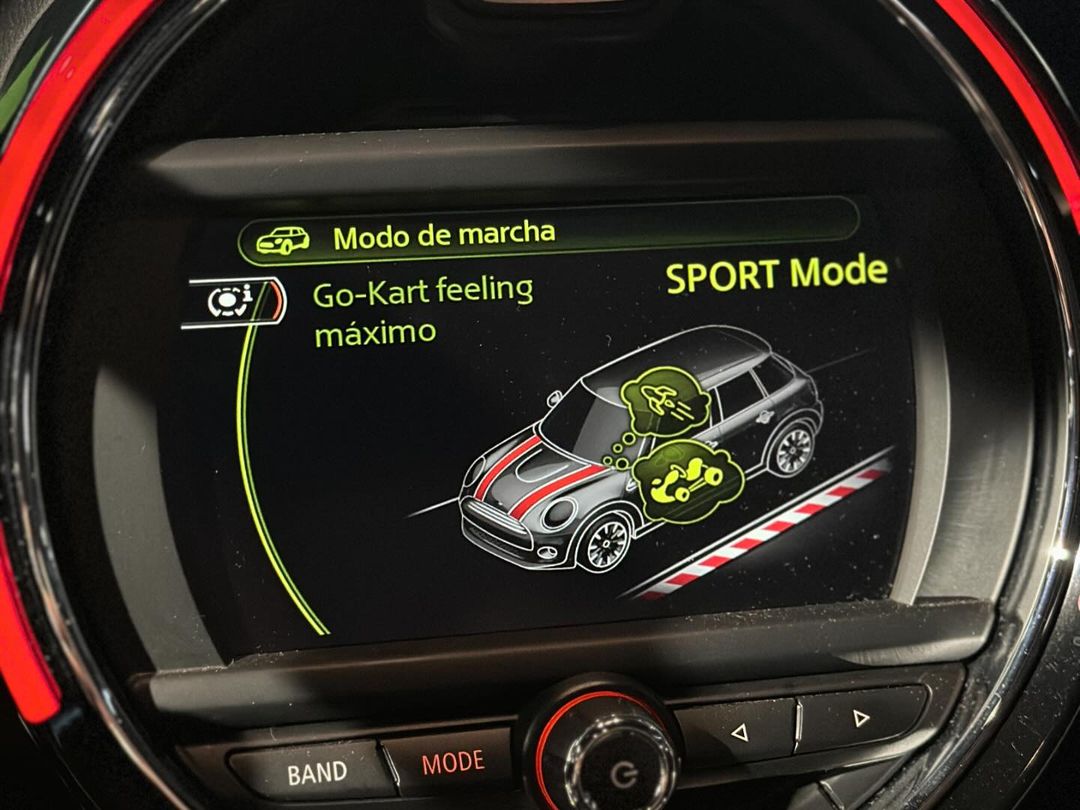 Modo de marcha
i
Go-Kart feeling
máximo
SPORT Mode
BAND
MODE